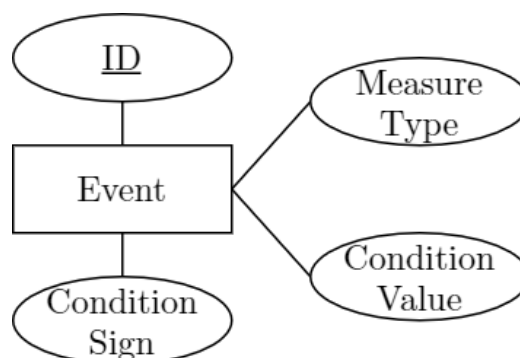 ID
Measure
Type
Event
Condition
Value
Condition
Sign